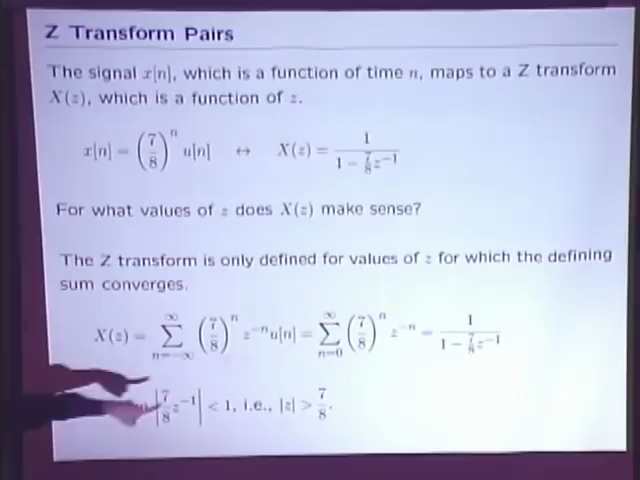 Z Transform Pairs
The signal x[n], which is a function of time n, maps to a Z transform
X(z), which is a function of z.
x[n] = (7/8)^n u[n] ↔ X(z) = 1/(1 − 7/8 z^−1)
For what values of z does X(z) make sense?
The Z transform is only defined for values of z for which the defining
sum converges.
X(z) = ∑_{n=−∞}^{∞} (7/8)^n z^−n u[n] = ∑_{n=0}^{∞} (7/8)^n z^−n = 1/(1 − 7/8 z^−1)
|7/8 z^−1| < 1, i.e., |z| > 7/8.